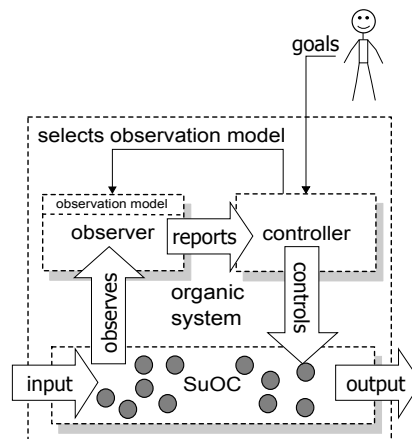 goals
selects observation model
observation model
observer
reports
controller
observes
organic
system
controls
input
SuOC
output